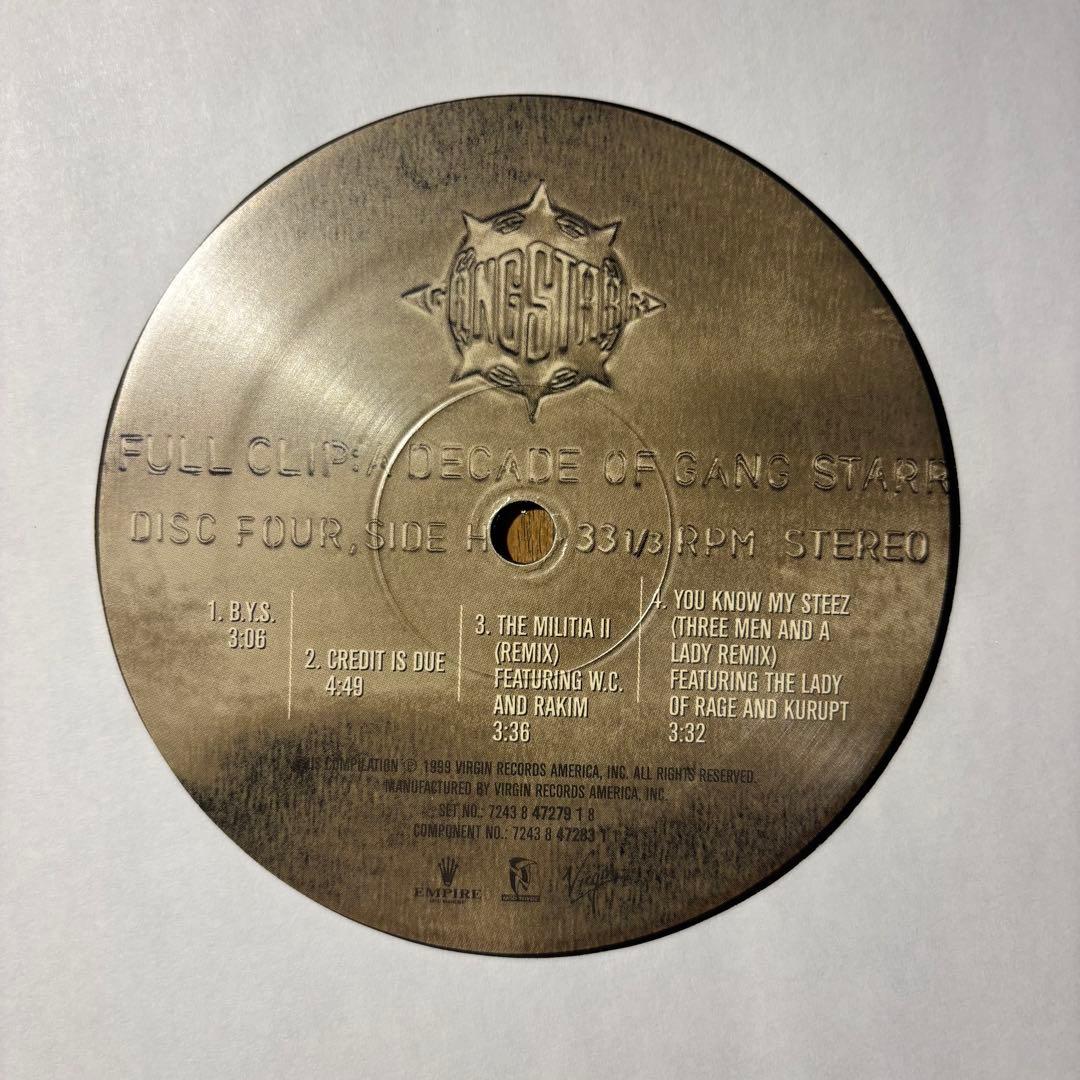 GANGSTARR
FULL CLIP: A DECADE OF GANG STARR
DISC FOUR, SIDE H 33 1/3 RPM STEREO
1. B.Y.S.
3:06
2. CREDIT IS DUE
4:49
3. THE MILITIA II
(REMIX)
FEATURING W.C.
AND RAKIM
3:36
4. YOU KNOW MY STEEZ
(THREE MEN AND A
LADY REMIX)
FEATURING THE LADY
OF RAGE AND KURUPT
3:32
THIS COMPILATION ℗ 1999 VIRGIN RECORDS AMERICA, INC. ALL RIGHTS RESERVED.
MANUFACTURED BY VIRGIN RECORDS AMERICA, INC.
SET NO.: 7243 8 47279 1 8
COMPONENT NO.: 7243 8 47283 1
EMPIRE
Virgin